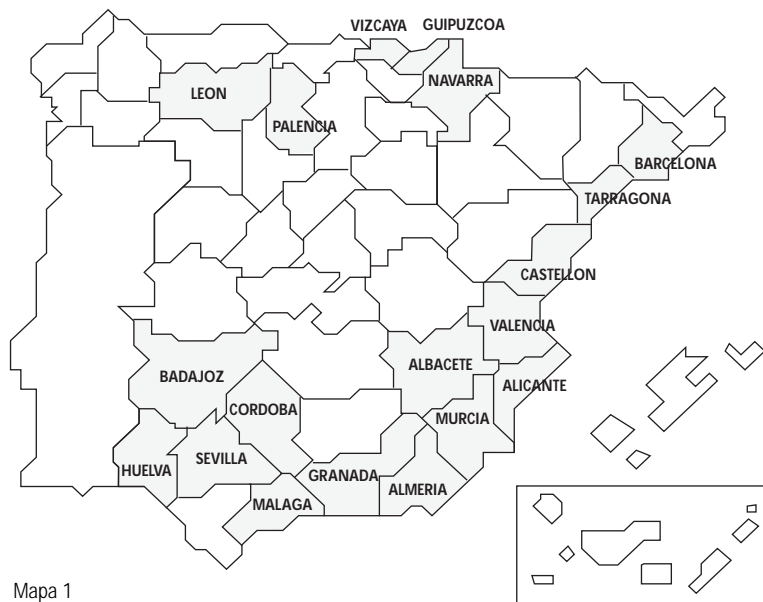 VIZCAYA GUIPUZCOA
NAVARRA
LEON
PALENCIA
BARCELONA
TARRAGONA
CASTELLON
VALENCIA
ALBACETE
BADAJOZ
ALICANTE
CORDOBA
MURCIA
SEVILLA
HUELVA
GRANADA
ALMERIA
MALAGA
Mapa 1